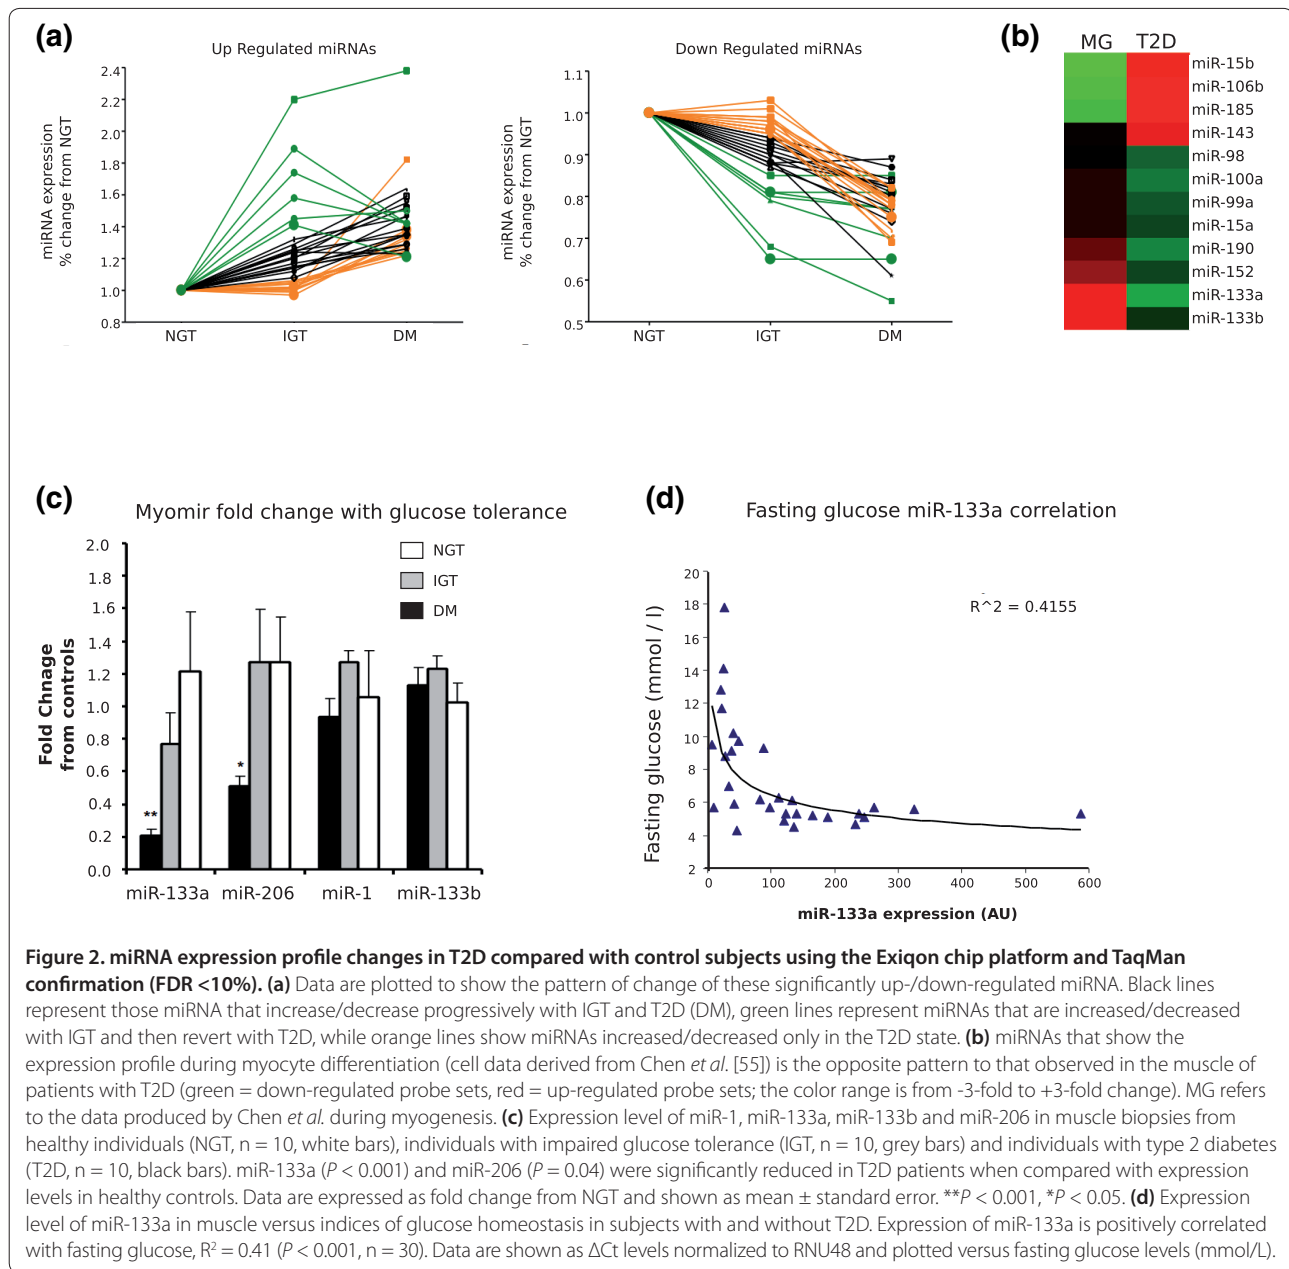 (a)
Up Regulated miRNAs
miRNA expression
% change from NGT
2.4
2.2
2.0
1.8
1.6
1.4
1.2
1.0
0.8
NGT IGT DM
Down Regulated miRNAs
miRNA expression
% change from NGT
1.1
1.0
0.9
0.8
0.7
0.6
0.5
NGT IGT DM
(b)
MG T2D
miR-15b
miR-106b
miR-185
miR-143
miR-98
miR-100a
miR-99a
miR-15a
miR-190
miR-152
miR-133a
miR-133b
(c)
Myomir fold change with glucose tolerance
Fold Chnage
from controls
2.0
1.8
1.6
1.4
1.2
1.0
0.8
0.6
0.4
0.2
0.0
NGT
IGT
DM
**
*
miR-133a miR-206 miR-1 miR-133b
(d)
Fasting glucose miR-133a correlation
Fasting glucose (mmol / l)
20
18
16
14
12
10
8
6
4
2
R^2 = 0.4155
0 100 200 300 400 500 600
miR-133a expression (AU)
Figure 2. miRNA expression profile changes in T2D compared with control subjects using the Exiqon chip platform and TaqMan
confirmation (FDR <10%). (a) Data are plotted to show the pattern of change of these significantly up-/down-regulated miRNA. Black lines
represent those miRNA that increase/decrease progressively with IGT and T2D (DM), green lines represent miRNAs that are increased/decreased
with IGT and then revert with T2D, while orange lines show miRNAs increased/decreased only in the T2D state. (b) miRNAs that show the
expression profile during myocyte differentiation (cell data derived from Chen et al. [55]) is the opposite pattern to that observed in the muscle of
patients with T2D (green = down-regulated probe sets, red = up-regulated probe sets; the color range is from -3-fold to +3-fold change). MG refers
to the data produced by Chen et al. during myogenesis. (c) Expression level of miR-1, miR-133a, miR-133b and miR-206 in muscle biopsies from
healthy individuals (NGT, n = 10, white bars), individuals with impaired glucose tolerance (IGT, n = 10, grey bars) and individuals with type 2 diabetes
(T2D, n = 10, black bars). miR-133a (P < 0.001) and miR-206 (P = 0.04) were significantly reduced in T2D patients when compared with expression
levels in healthy controls. Data are expressed as fold change from NGT and shown as mean ± standard error. **P < 0.001, *P < 0.05. (d) Expression
level of miR-133a in muscle versus indices of glucose homeostasis in subjects with and without T2D. Expression of miR-133a is positively correlated
with fasting glucose, R² = 0.41 (P < 0.001, n = 30). Data are shown as ΔCt levels normalized to RNU48 and plotted versus fasting glucose levels (mmol/L).